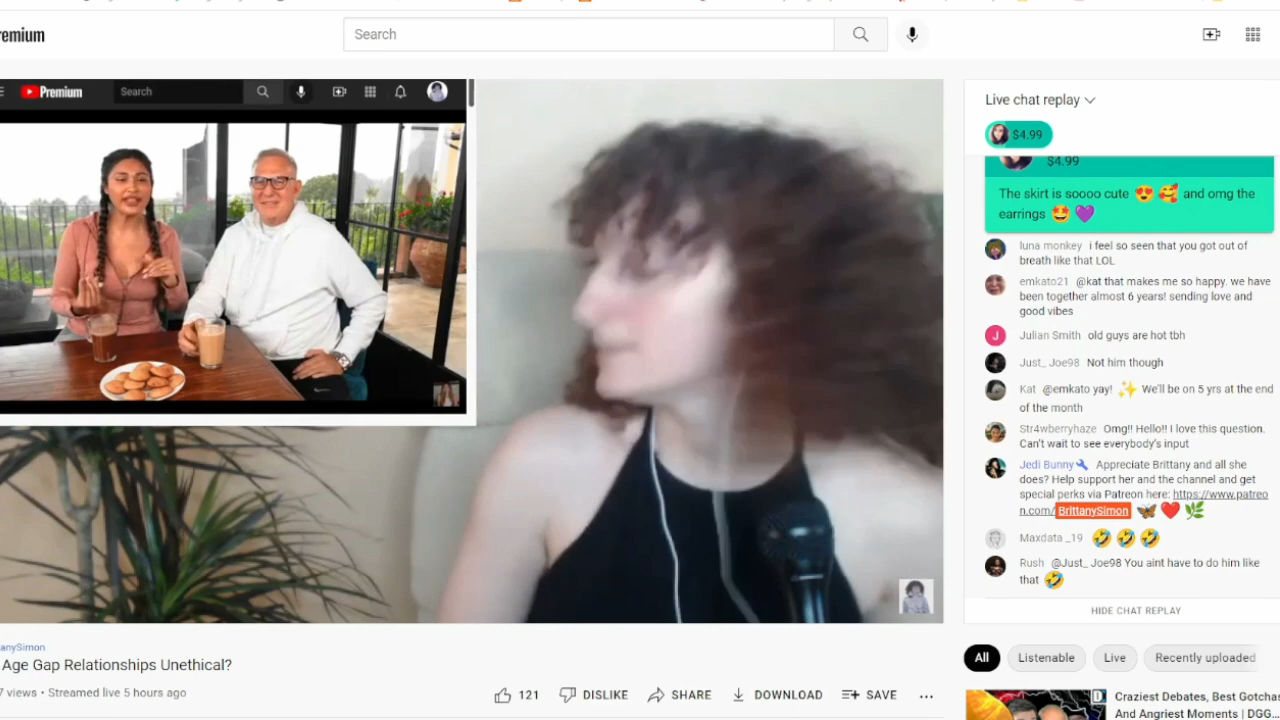 remium
Search
Premium
Search
Live chat replay
$4.99
$4.99
The skirt is soooo cute 😍 🥰 and omg the
earrings 🤩 💜
luna monkey i feel so seen that you got out of
breath like that LOL
emkato21 @kat that makes me so happy. we have
been together almost 6 years! sending love and
good vibes
J
Julian Smith old guys are hot tbh
Just_ Joe98 Not him though
Kat @emkato yay! ✨ We'll be on 5 yrs at the end
of the month
Str4wberryhaze Omg!! Hello!! I love this question.
Can't wait to see everybody's input
Jedi Bunny🔧 Appreciate Brittany and all she
does? Help support her and the channel and get
special perks via Patreon here: https://www.patreo
n.com/BrittanySimon 🦋 ❤️ 🌿
Maxdata _19 🤣 🤣 🤣
Rush @Just_ Joe98 You aint have to do him like
that 🤣
HIDE CHAT REPLAY
anySimon
Age Gap Relationships Unethical?
7 views • Streamed live 5 hours ago
121
DISLIKE
SHARE
DOWNLOAD
SAVE
All
Listenable
Live
Recently uploaded
D
Craziest Debates, Best Gotchas
And Angriest Moments | DGG...